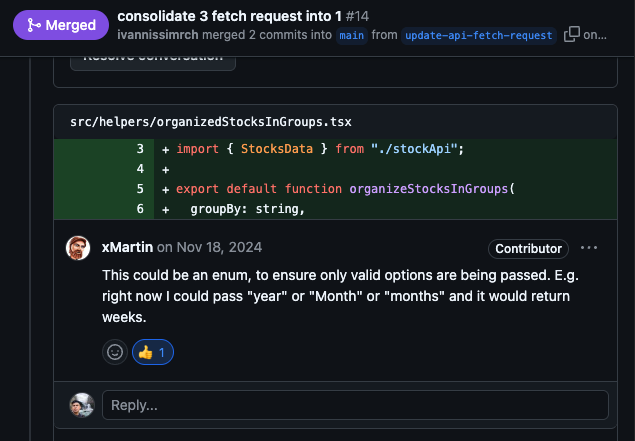 Merged
consolidate 3 fetch request into 1 #14
ivannissimrch merged 2 commits into main from update-api-fetch-request on...
Resolve conversation
src/helpers/organizedStocksInGroups.tsx
3 + import { StocksData } from "./stockApi";
4 +
5 + export default function organizeStocksInGroups(
6 + groupBy: string,
xMartin on Nov 18, 2024
Contributor
This could be an enum, to ensure only valid options are being passed. E.g.
right now I could pass "year" or "Month" or "months" and it would return
weeks.
👍 1
Reply...